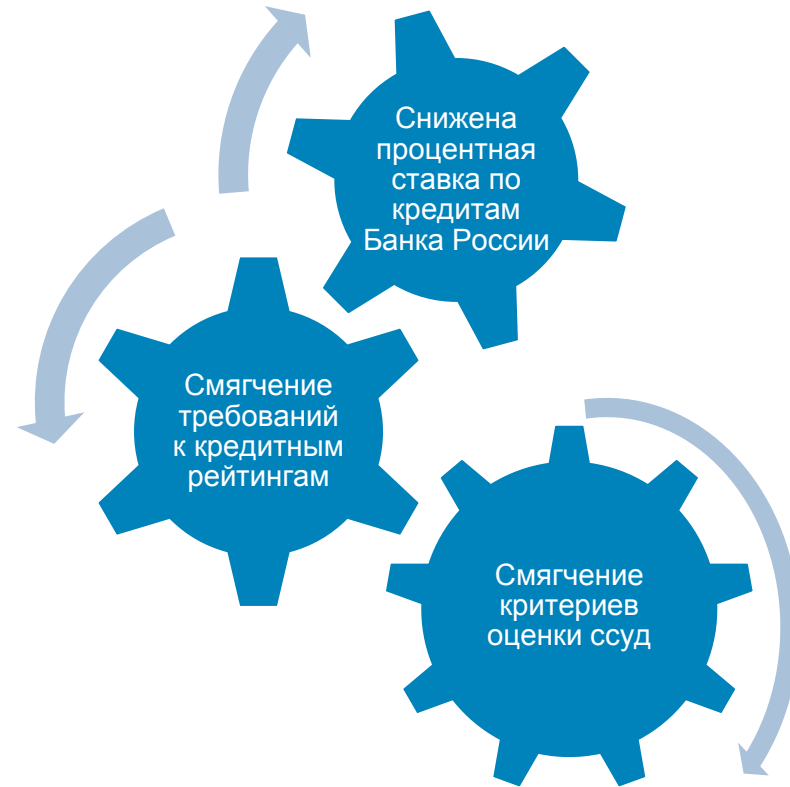 Снижена
процентная
ставка по
кредитам
Банка России
Смягчение
требований
к кредитным
рейтингам
Смягчение
критериев
оценки ссуд